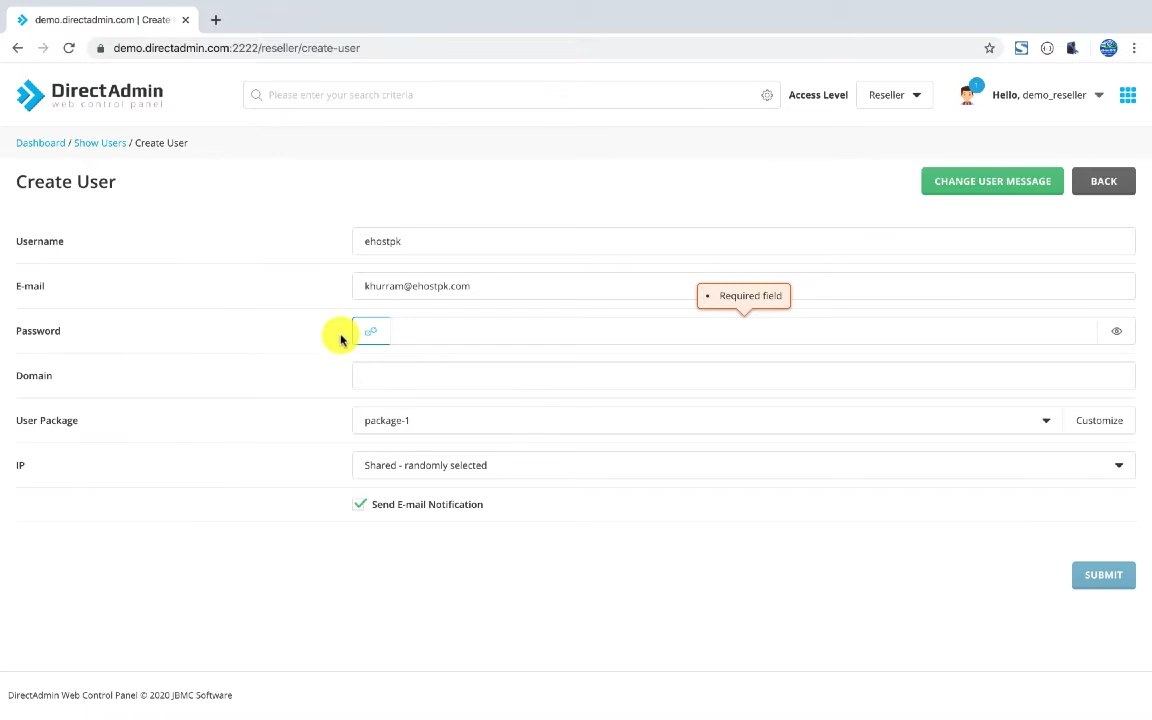 demo.directadmin.com | Create
demo.directadmin.com:2222/reseller/create-user
DirectAdmin
web control panel
Please enter your search criteria
Access Level
Reseller
1
Hello, demo_reseller
Dashboard / Show Users / Create User
Create User
CHANGE USER MESSAGE
BACK
Username
ehostpk
E-mail
khurram@ehostpk.com
Required field
Password
Domain
User Package
package-1
Customize
IP
Shared - randomly selected
Send E-mail Notification
SUBMIT
DirectAdmin Web Control Panel © 2020 JBMC Software